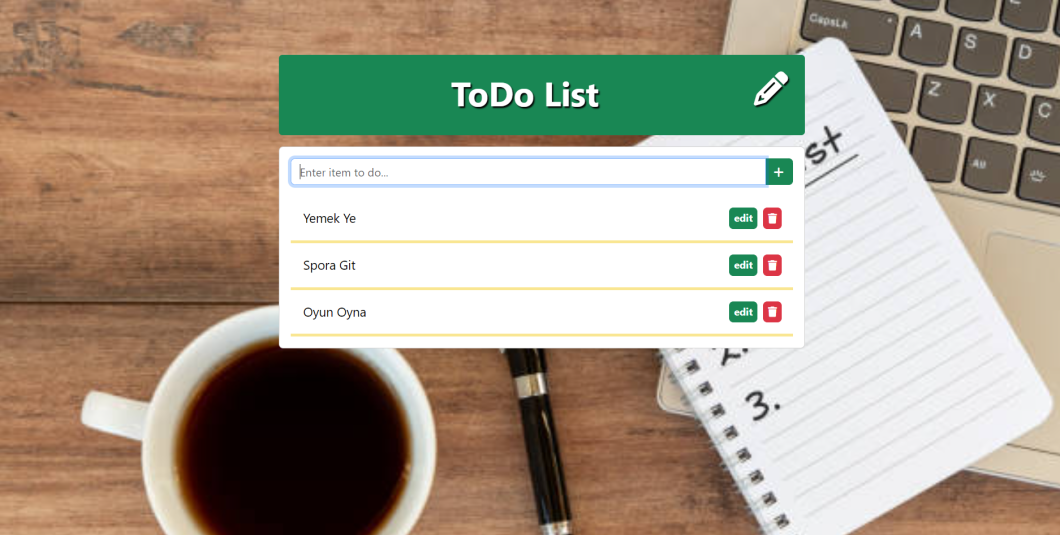 ToDo List
Enter item to do...
+
Yemek Ye
edit
Spora Git
edit
Oyun Oyna
edit
CapsLk
A
S
D
Z
X
C
Alt
st
2.
3.